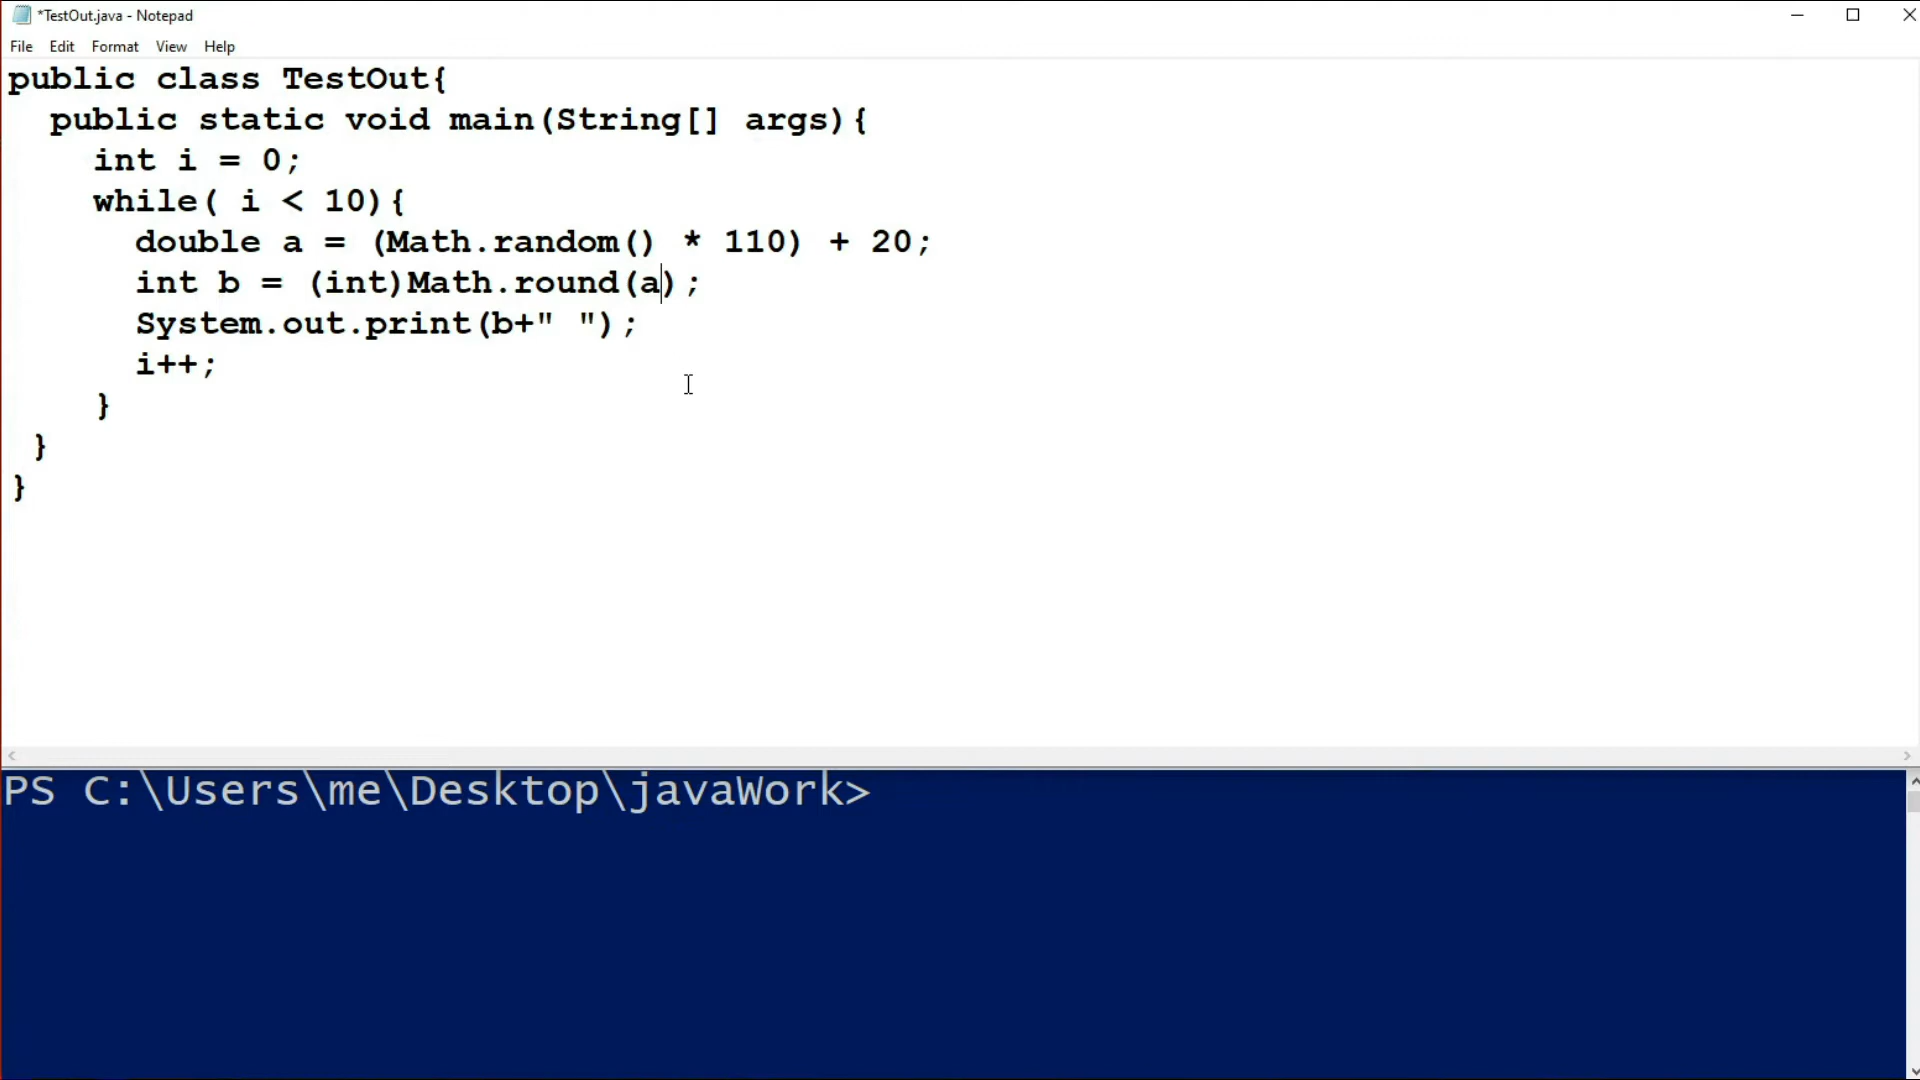 *TestOut.java - Notepad
File Edit Format View Help
public class TestOut{
  public static void main(String[] args){
    int i = 0;
    while( i < 10){
      double a = (Math.random() * 110) + 20;
      int b = (int)Math.round(a);
      System.out.print(b+" ");
      i++;
    }
 }
}
PS C:\Users\me\Desktop\javaWork>